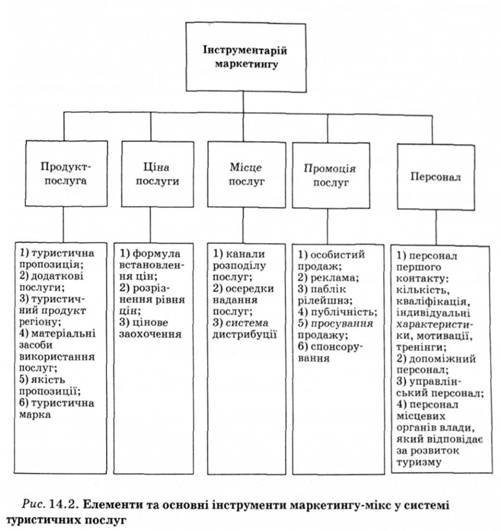 Інструментарій
маркетингу
Продукт-
послуга
Ціна
послуги
Місце
послуг
Промоція
послуг
Персонал
1) туристична
пропозиція;
2) додаткові
послуги;
3) туристич-
ний продукт
регіону;
4) матеріальні
засоби
використання
послуг;
5) якість
пропозиції;
6) туристична
марка
1) формула
встановлен-
ня цін;
2) розріз-
нення рівня
цін;
3) цінове
заохочення
1) канали
розподілу
послуг;
2) осередки
надання
послуг;
3) система
дистрибуції
1) особистий
продаж;
2) реклама;
3) паблік
рілейшнз;
4) публічність;
5) просування
продажу;
6) спонсору-
вання
1) персонал
першого
контакту:
кількість,
кваліфікація,
індивідуальні
характеристи-
ки, мотивації,
тренінги;
2) допоміжний
персонал;
3) управлін-
ський персонал;
4) персонал
місцевих
органів влади,
який відповідає
за розвиток
туризму
Рис. 14.2. Елементи та основні інструменти маркетингу-мікс у системі
туристичних послуг